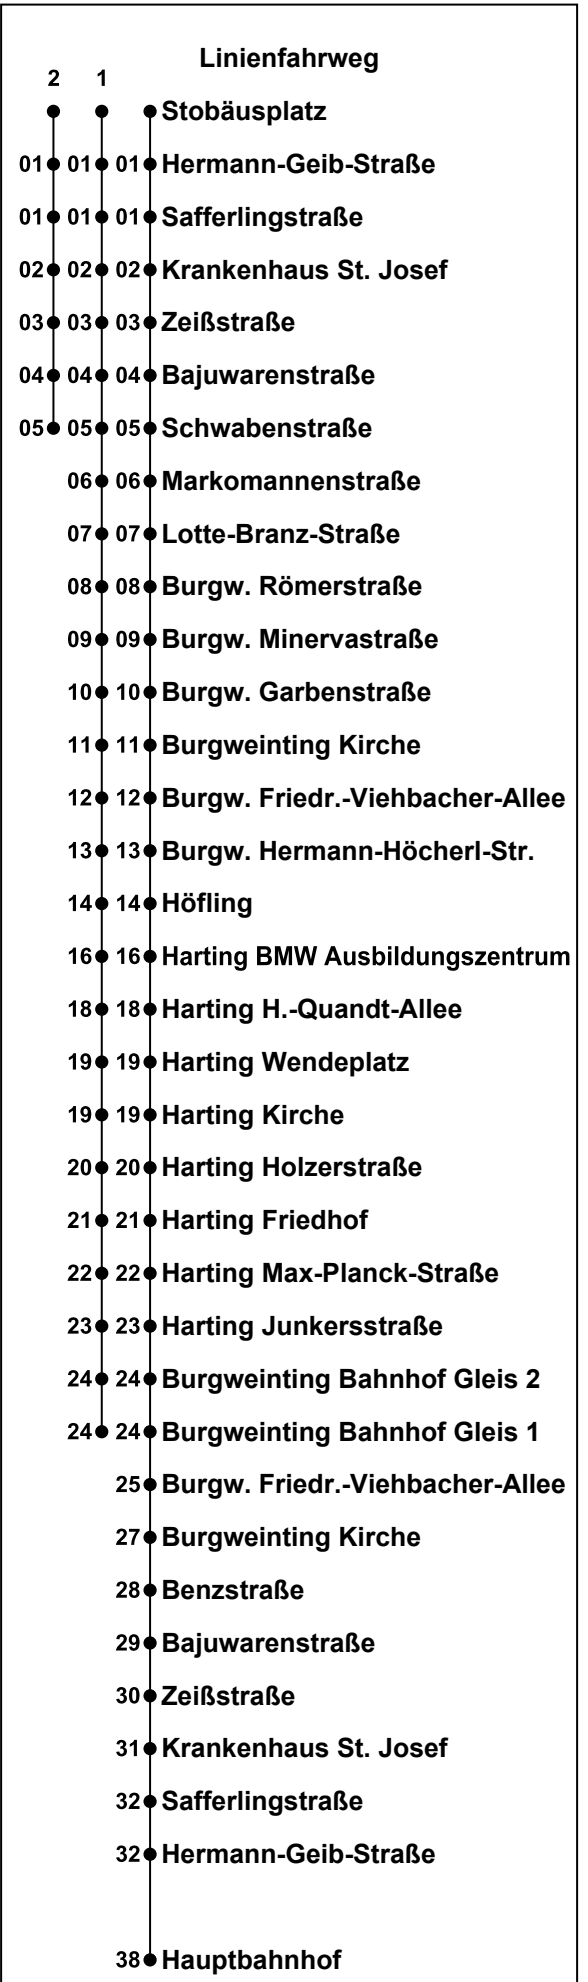 Linienfahrweg
2 1
Stobäusplatz
01 01 01 Hermann-Geib-Straße
01 01 01 Safferlingstraße
02 02 02 Krankenhaus St. Josef
03 03 03 Zeißstraße
04 04 04 Bajuwarenstraße
05 05 05 Schwabenstraße
06 06 Markomannenstraße
07 07 Lotte-Branz-Straße
08 08 Burgw. Römerstraße
09 09 Burgw. Minervastraße
10 10 Burgw. Garbenstraße
11 11 Burgweinting Kirche
12 12 Burgw. Friedr.-Viehbacher-Allee
13 13 Burgw. Hermann-Höcherl-Str.
14 14 Höfling
16 16 Harting BMW Ausbildungszentrum
18 18 Harting H.-Quandt-Allee
19 19 Harting Wendeplatz
19 19 Harting Kirche
20 20 Harting Holzerstraße
21 21 Harting Friedhof
22 22 Harting Max-Planck-Straße
23 23 Harting Junkersstraße
24 24 Burgweinting Bahnhof Gleis 2
24 24 Burgweinting Bahnhof Gleis 1
25 Burgw. Friedr.-Viehbacher-Allee
27 Burgweinting Kirche
28 Benzstraße
29 Bajuwarenstraße
30 Zeißstraße
31 Krankenhaus St. Josef
32 Safferlingstraße
32 Hermann-Geib-Straße
38 Hauptbahnhof